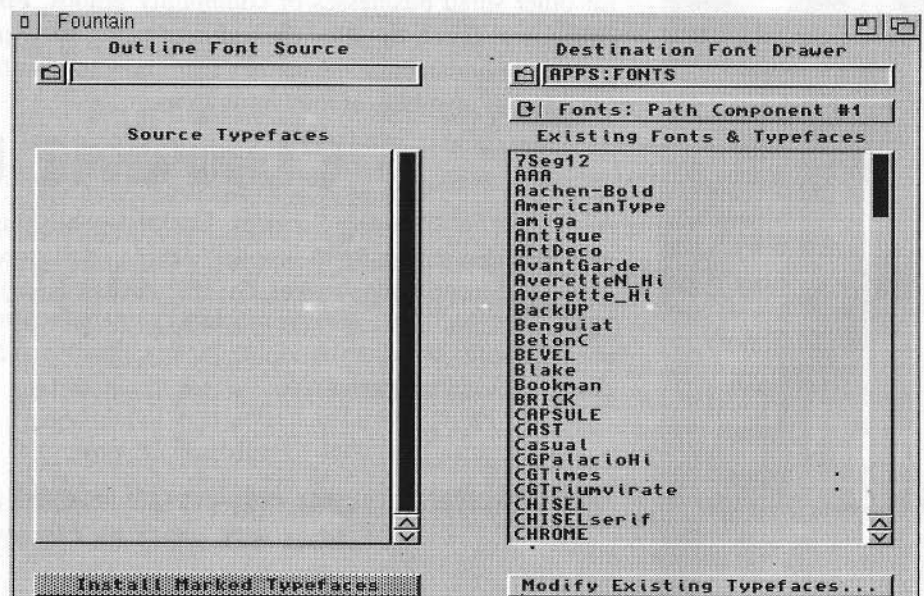 Fountain
Outline Font Source
Source Typefaces
Install Marked Typefaces
Destination Font Drawer
APPS:FONTS
Fonts: Path Component #1
Existing Fonts & Typefaces
7Seg12
AAA
Aachen-Bold
AmericanType
amiga
Antique
ArtDeco
AvantGarde
AveretteN_Hi
Averette_Hi
BackUP
Benguiat
BetonC
BEVEL
Blake
Bookman
BRICK
CAPSULE
CAST
Casual
CGPalacioHi
CGTimes
CGTriumvirate
CHISEL
CHISELserif
CHROME
Modify Existing Typefaces...